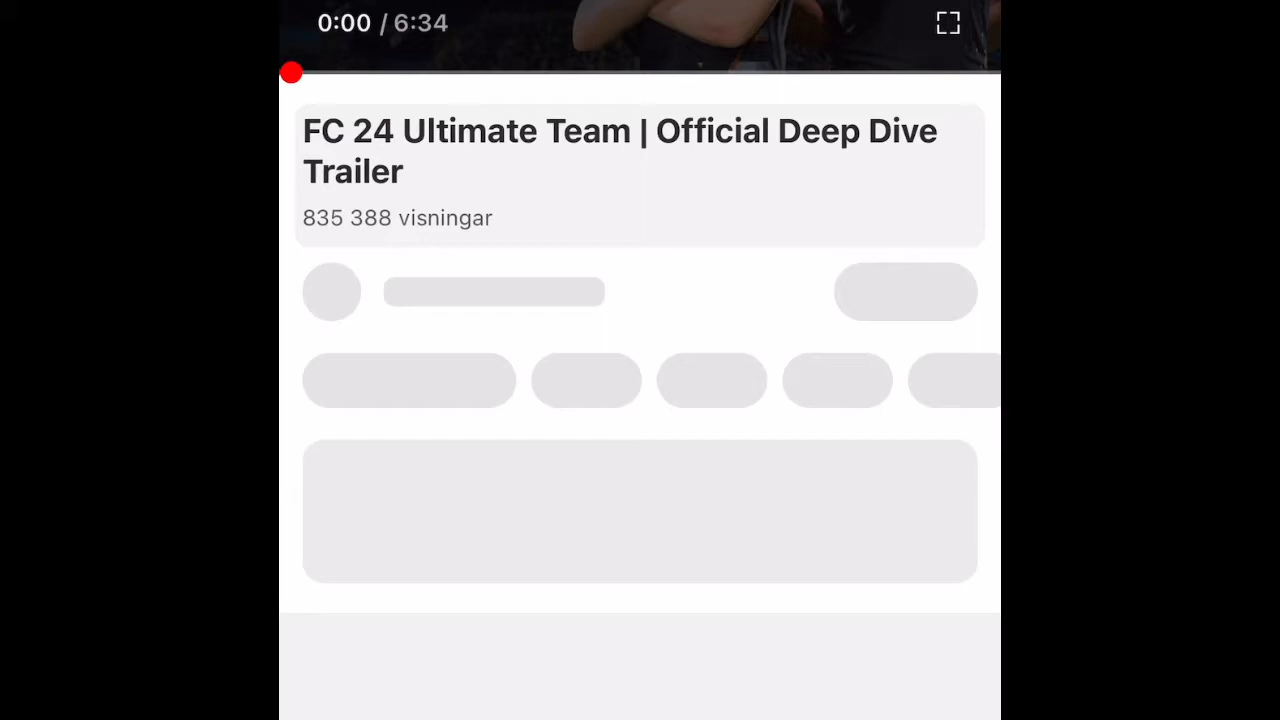 0:00 / 6:34
FC 24 Ultimate Team | Official Deep Dive
Trailer
835 388 visningar